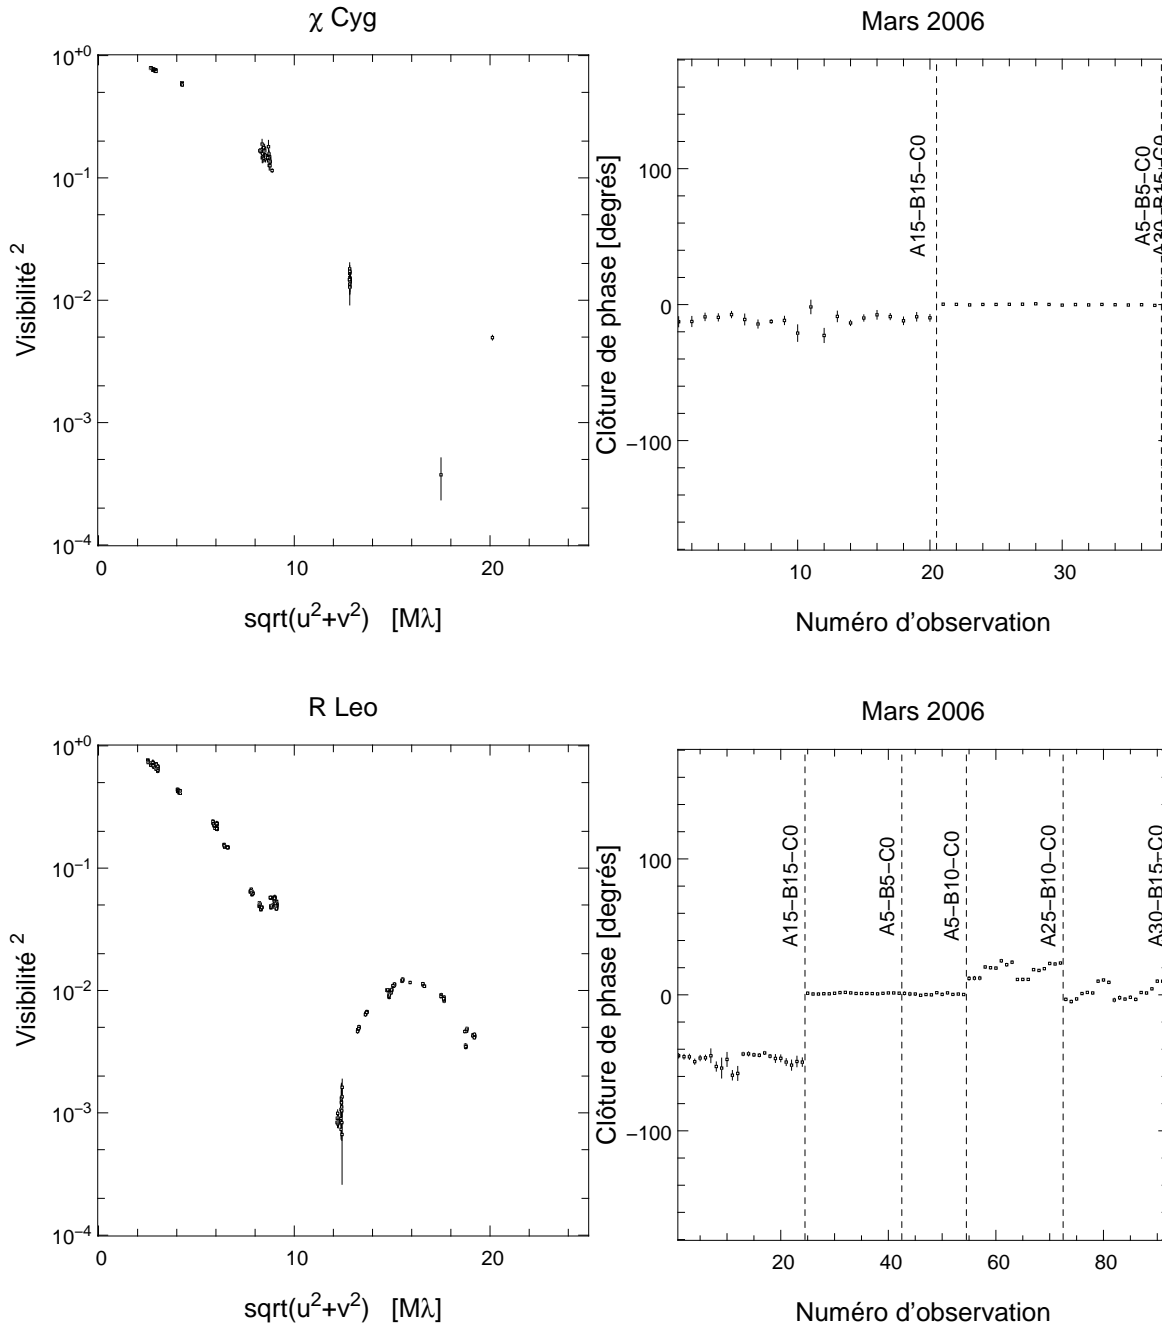 χ Cyg
Mars 2006
10+0
10−1
10−2
10−3
10−4
Visibilité 2
0
10
20
sqrt(u2+v2) [Mλ]
100
0
−100
Clôture de phase [degrés]
A15−B15−C0
A5−B5−C0
A30−B15−C0
10
20
30
Numéro d'observation
R Leo
Mars 2006
10+0
10−1
10−2
10−3
10−4
Visibilité 2
0
10
20
sqrt(u2+v2) [Mλ]
100
0
−100
Clôture de phase [degrés]
A15−B15−C0
A5−B5−C0
A5−B10−C0
A25−B10−C0
A30−B15−C0
20
40
60
80
Numéro d'observation